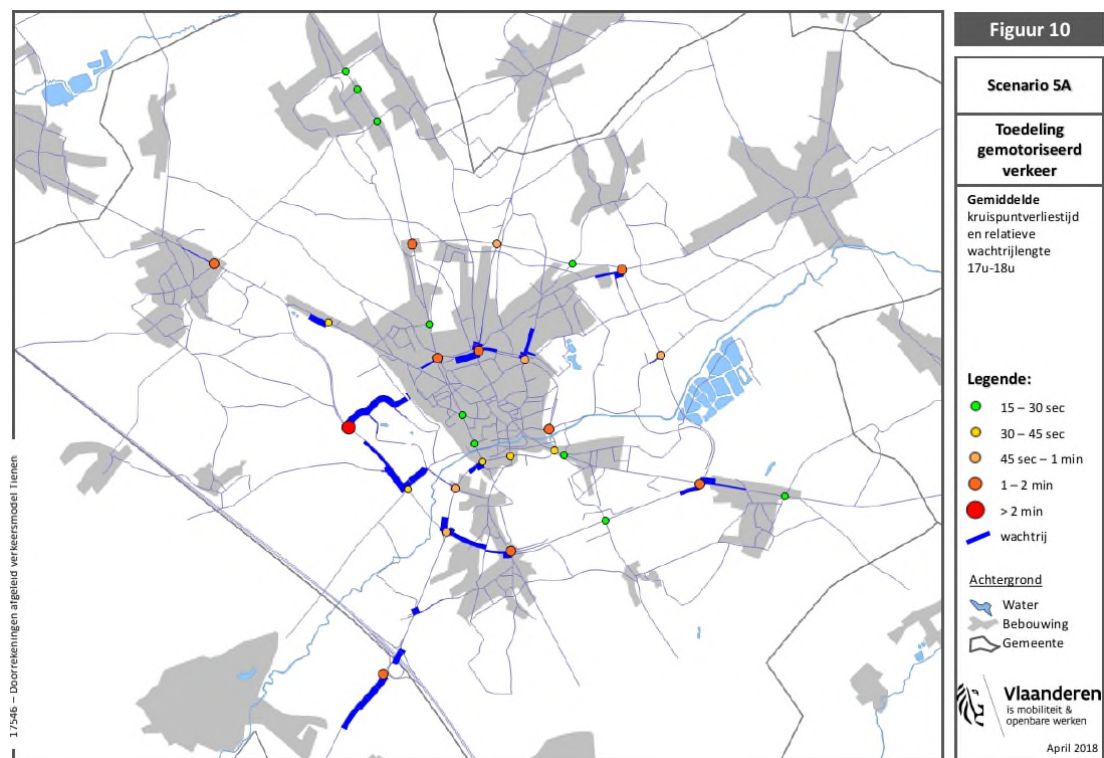 Figuur 10
Scenario 5A
Toedeling
gemotoriseerd
verkeer
Gemiddelde
kruispuntverliestijd
en relatieve
wachtrijlengte
17u-18u
Legende:
15 – 30 sec
30 – 45 sec
45 sec – 1 min
1 – 2 min
> 2 min
wachtrij
Achtergrond
Water
Bebouwing
Gemeente
Vlaanderen
is mobiliteit &
openbare werken
April 2018
17546 – Doorrekeningen afgeleid verkeersmodel Tienen